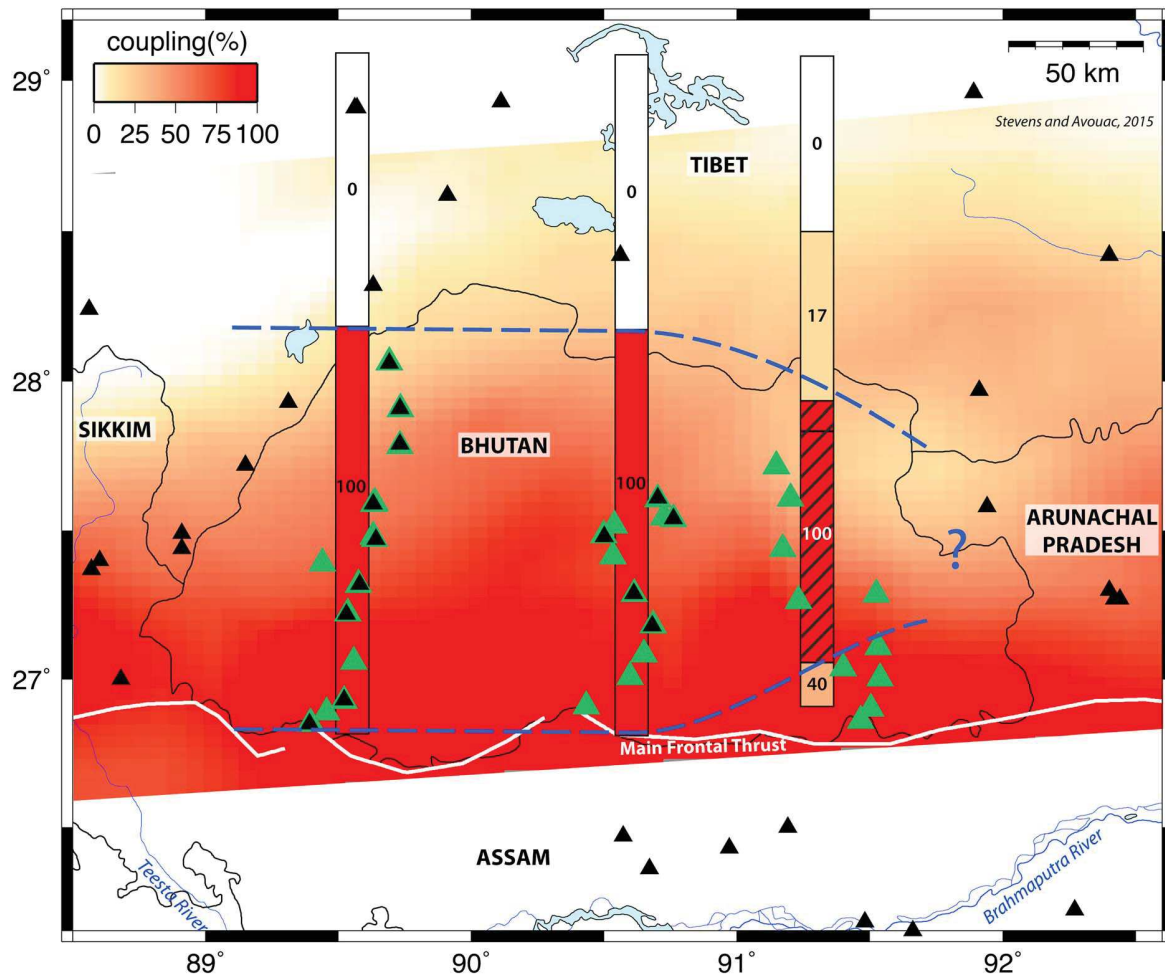 coupling(%)
0 25 50 75 100
50 km
Stevens and Avouac, 2015
29°
28°
27°
0
0
0
TIBET
17
SIKKIM
BHUTAN
100
100
100
ARUNACHAL
PRADESH
?
40
Main Frontal Thrust
ASSAM
Teesta River
Brahmaputra River
89° 90° 91° 92°